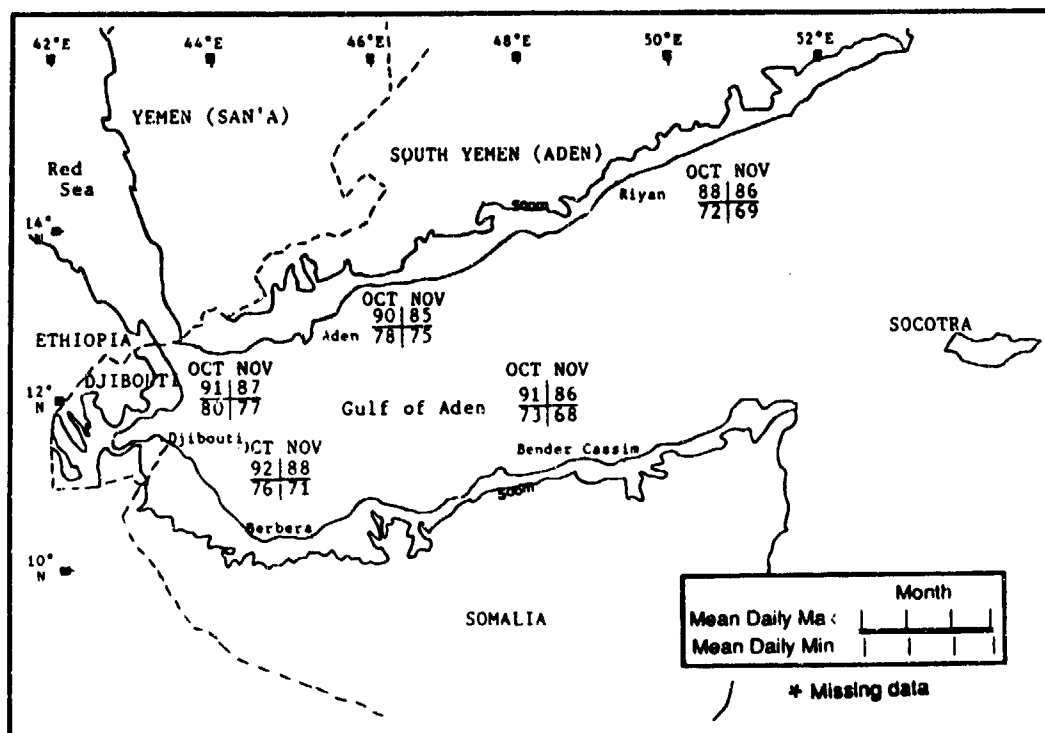 42°E 44°E 46°E 48°E 50°E 52°E
YEMEN (SAN'A)
SOUTH YEMEN (ADEN)
Red
Sea
OCT NOV
88 | 86
72 | 69
Riyan
500m
14°
N
OCT NOV
90 | 85
78 | 75
Aden
SOCOTRA
ETHIOPIA
DJIBOUTI
OCT NOV
91 | 87
80 | 77
OCT NOV
91 | 86
73 | 68
12°
N
Gulf of Aden
Djibouti
OCT NOV
92 | 88
76 | 71
Bender Cassim
500m
Berbera
10°
N
SOMALIA
Month
Mean Daily Max
Mean Daily Min
* Missing data